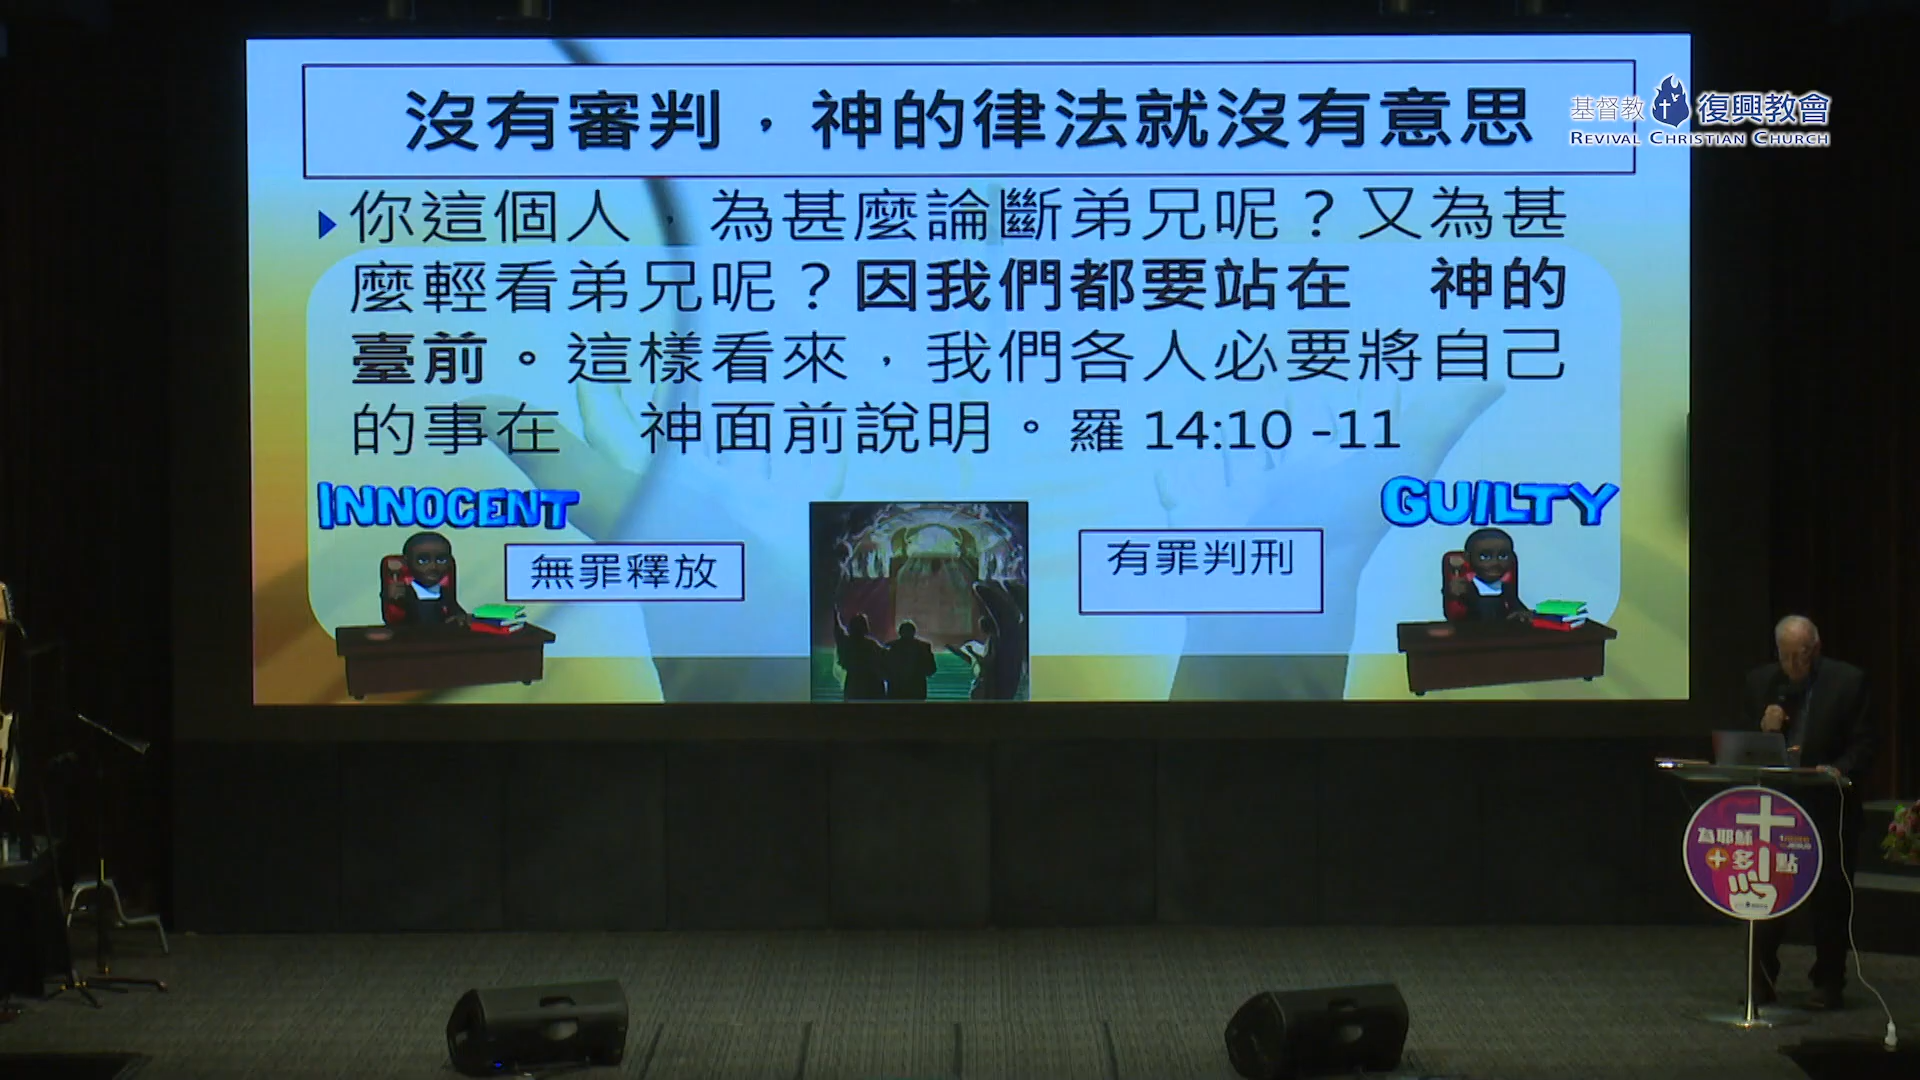 沒有審判，神的律法就沒有意思
基督教 復興教會
REVIVAL CHRISTIAN CHURCH
你這個人，為甚麼論斷弟兄呢？又為甚
麼輕看弟兄呢？因我們都要站在　神的
臺前。這樣看來，我們各人必要將自己
的事在　神面前說明。羅 14:10 -11
INNOCENT
GUILTY
無罪釋放
有罪判刑
為耶穌
+多 點